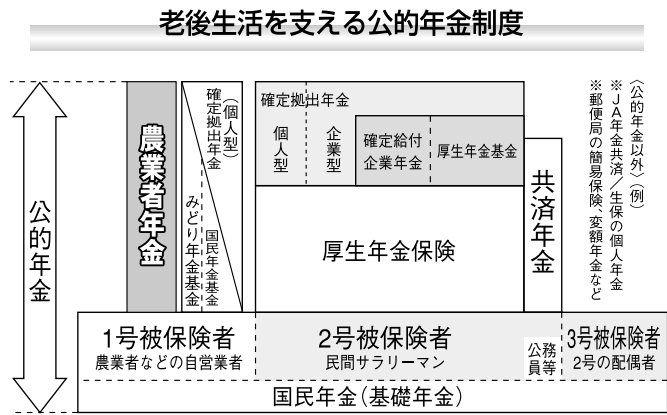 老後生活を支える公的年金制度
公的年金
農業者年金
確定拠出年金
(個人型)
みどり年金基金
国民年金基金
確定拠出年金
個人型
企業型
確定給付
企業年金
厚生年金基金
厚生年金保険
共済年金
〈公的年金以外〉(例)
※JA年金共済/生保の個人年金
※郵便局の簡易保険、変額年金など
1号被保険者
農業者などの自営業者
2号被保険者
民間サラリーマン
公務
員等
3号被保険者
2号の配偶者
国民年金(基礎年金)